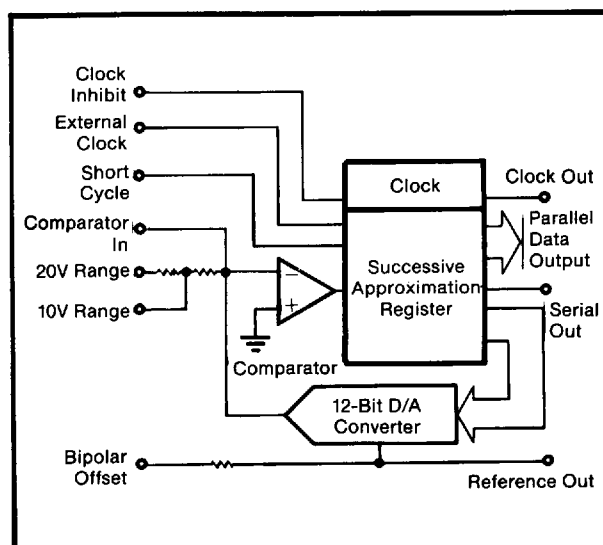 Clock
Inhibit
External
Clock
Short
Cycle
Comparator
In
20V Range
10V Range
Bipolar
Offset
−
+
Comparator
Clock
Successive
Approximation
Register
12-Bit D/A
Converter
Clock Out
Parallel
Data
Output
Serial
Out
Reference Out